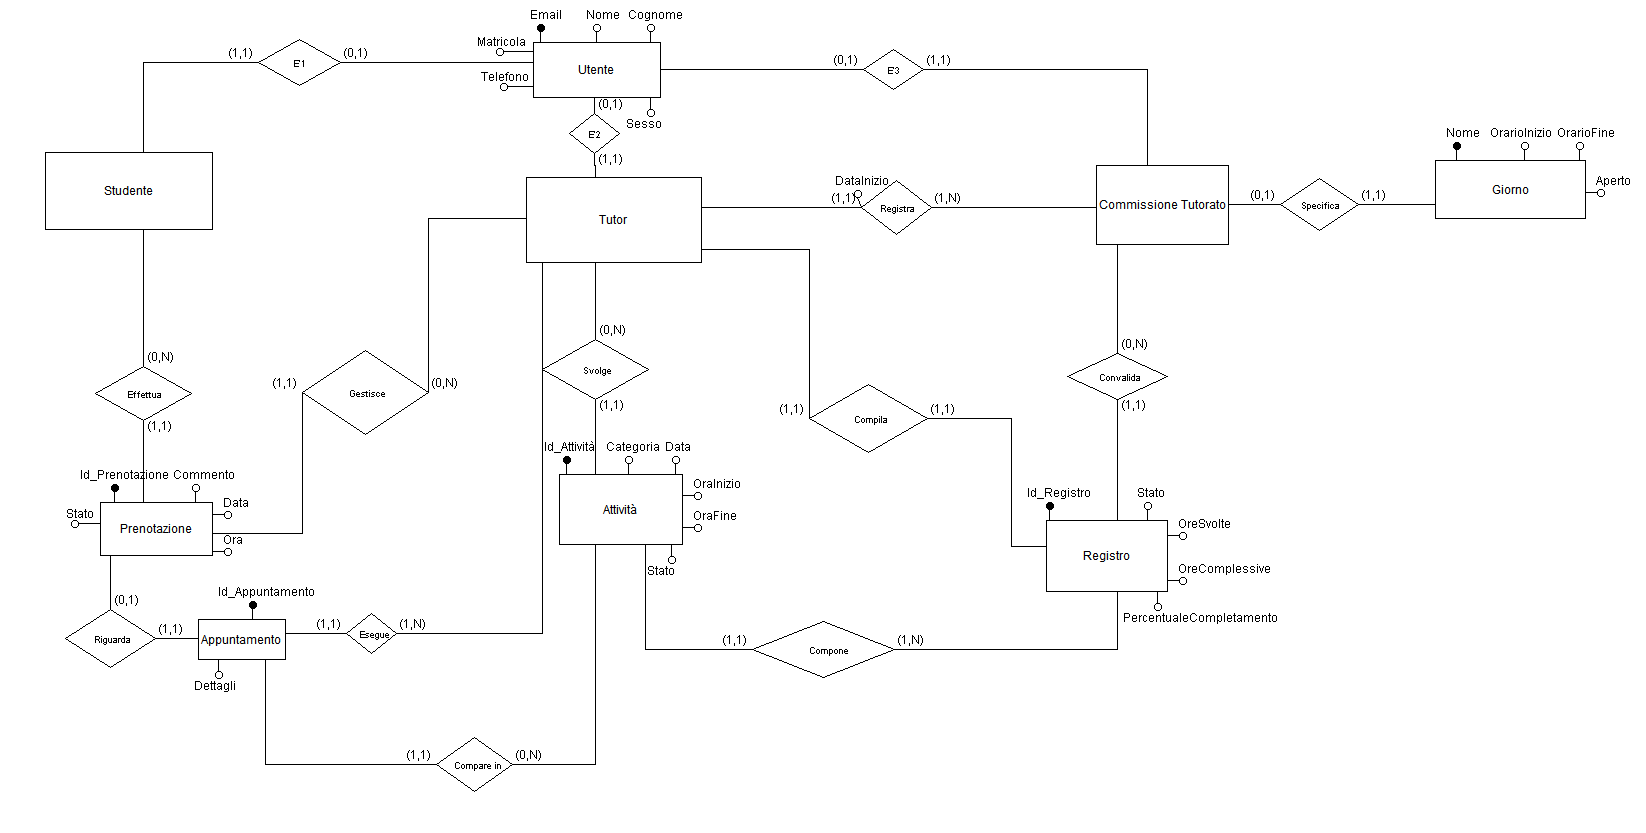 Email
Nome
Cognome
Matricola
(1,1)
E'1
(0,1)
Utente
(0,1)
E'3
(1,1)
Telefono
(0,1)
Sesso
E'2
(1,1)
Nome
OrarioInizio
OrarioFine
Studente
DataInizio
Aperto
Giorno
Tutor
(1,1)
Registra
(1,N)
Commissione Tutorato
(0,1)
Specifica
(1,1)
(0,N)
(0,N)
(0,N)
Effettua
(1,1)
Gestisce
(0,N)
Svolge
Convalida
(1,1)
(1,1)
(1,1)
Compila
(1,1)
(1,1)
Id_Attività
Categoria
Data
Id_Prenotazione
Commento
OraInizio
Id_Registro
Stato
Data
Stato
Attività
OraFine
Prenotazione
OreSvolte
Ora
Registro
Stato
OreComplessive
Id_Appuntamento
(0,1)
PercentualeCompletamento
(1,1)
Esegue
(1,N)
Riguarda
(1,1)
Appuntamento
(1,1)
Compone
(1,N)
Dettagli
(1,1)
Compare in
(0,N)